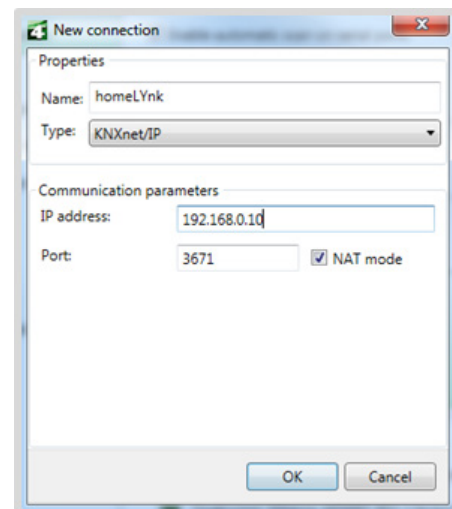 New connection
Properties
Name: homeLYnk
Type: KNXnet/IP
Communication parameters
IP address: 192.168.0.10
Port: 3671 NAT mode
OK Cancel